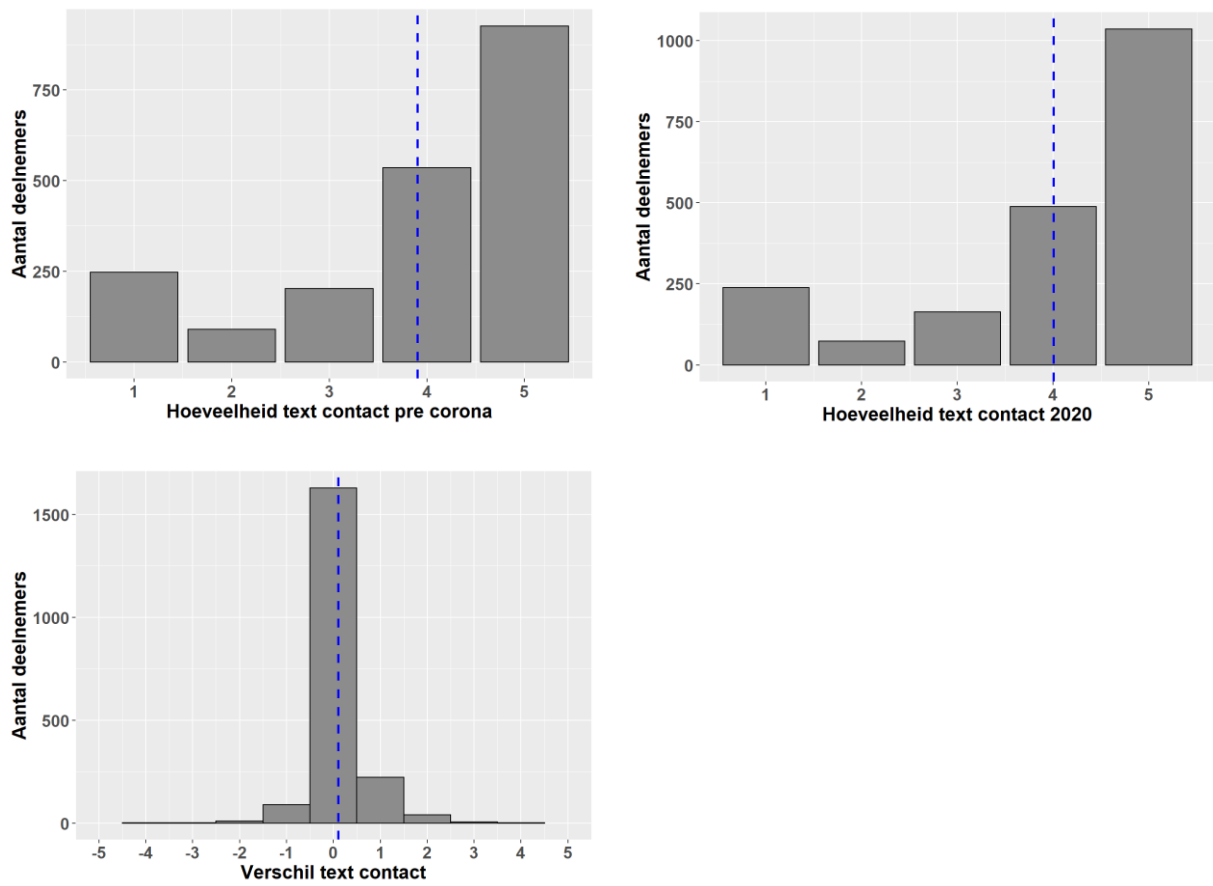 Aantal deelnemers
750
500
250
0
1 2 3 4 5
Hoeveelheid text contact pre corona
Aantal deelnemers
1000
750
500
250
0
1 2 3 4 5
Hoeveelheid text contact 2020
Aantal deelnemers
1500
1000
500
0
-5 -4 -3 -2 -1 0 1 2 3 4 5
Verschil text contact